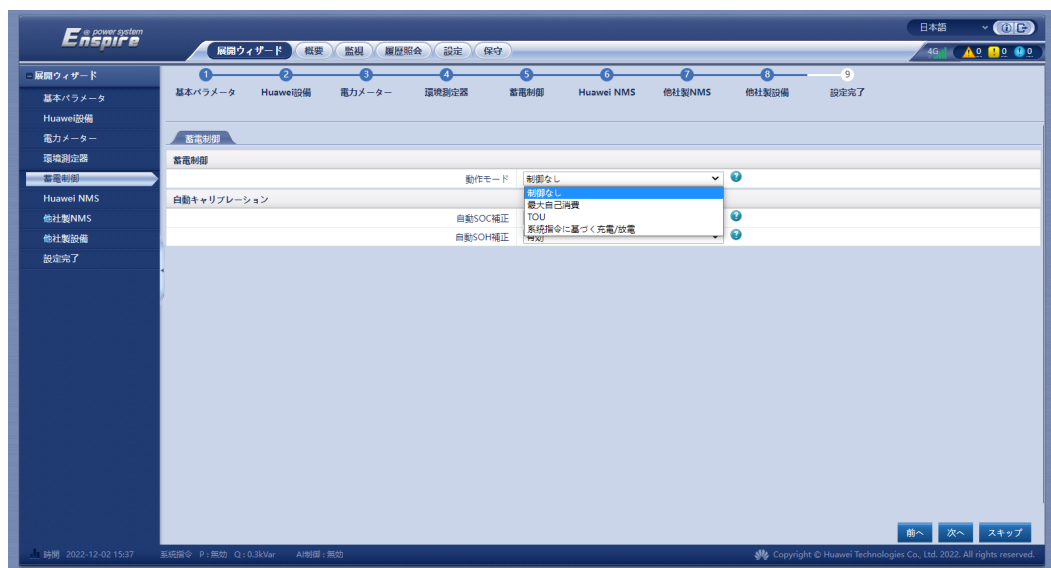 日本語
@ power system
Enspire
展開ウィザード 概要 監視 履歴照会 設定 保守
4G 0 0 0
展開ウィザード
基本パラメータ
Huawei設備
電力メーター
環境測定器
蓄電制御
Huawei NMS
他社製NMS
他社製設備
設定完了
1 2 3 4 5 6 7 8 9
基本パラメータ Huawei設備 電力メーター 環境測定器 蓄電制御 Huawei NMS 他社製NMS 他社製設備 設定完了
蓄電制御
蓄電制御
動作モード 制御なし
制御なし
最大自己消費
TOU
系統指令に基づく充電/放電
自動キャリブレーション
自動SOC補正
自動SOH補正 有効
前へ 次へ スキップ
時間 2022-12-02 15:37 系統指令 P : 無効 Q : 0.3kVar AI制御 : 無効 Copyright © Huawei Technologies Co., Ltd. 2022. All rights reserved.